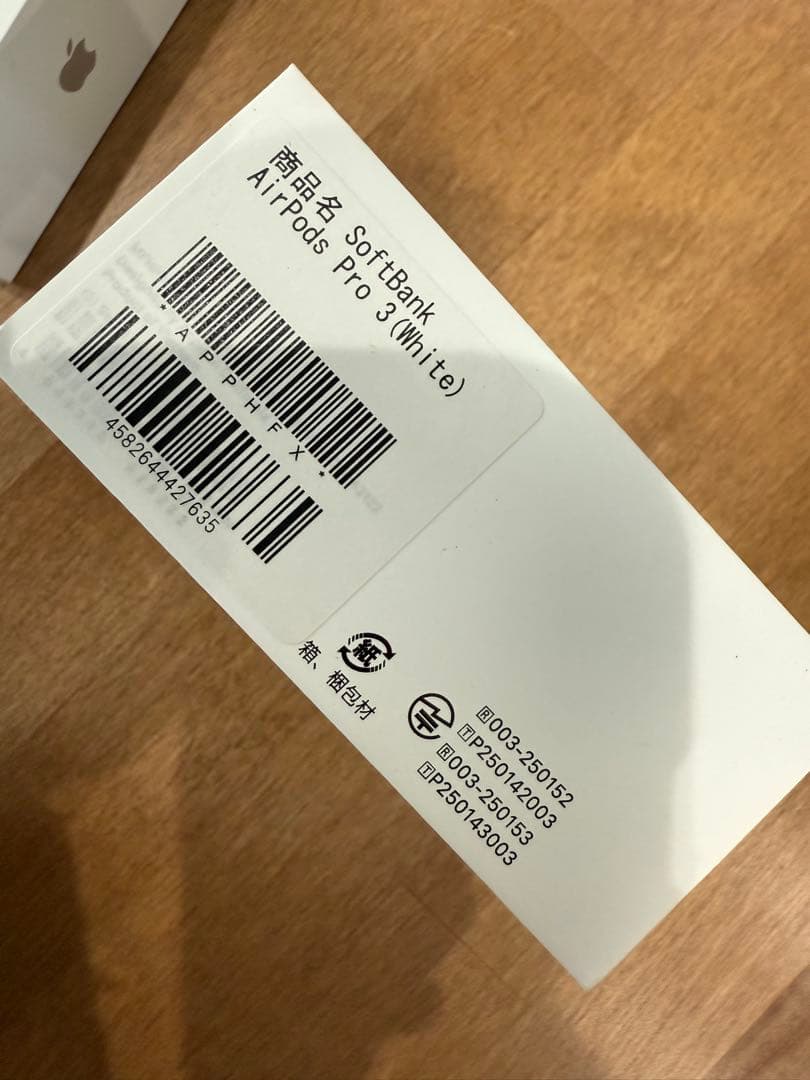 商品名 SoftBank
AirPods Pro 3(White)
*APPHFX*
4582644427635
紙
箱、梱包材
R003-250152
TP250142003
R003-250153
TP250143003